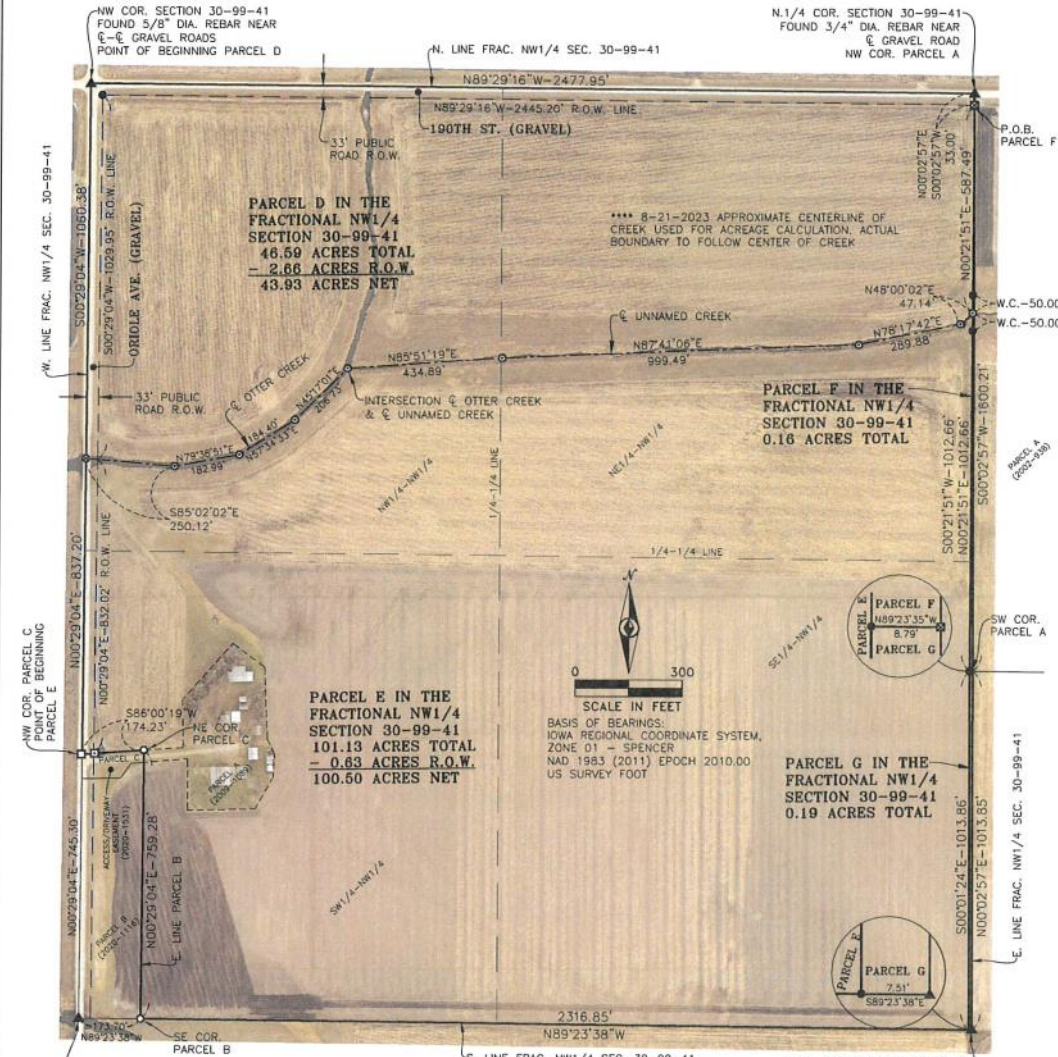 NW COR. SECTION 30-99-41
FOUND 5/8" DIA. REBAR NEAR
℄-℄ GRAVEL ROADS
POINT OF BEGINNING PARCEL D
N. LINE FRAC. NW1/4 SEC. 30-99-41
N.1/4 COR. SECTION 30-99-41
FOUND 3/4" DIA. REBAR NEAR
℄ GRAVEL ROAD
NW COR. PARCEL A
N89°29'16"W-2477.95'
N89°29'16"W-2445.20' R.O.W. LINE
190TH ST. (GRAVEL)
33' PUBLIC
ROAD R.O.W.
P.O.B.
PARCEL F
N00°02'57"E
S00°02'57"W
33.00'
N00°21'51"E-587.49'
W. LINE FRAC. NW1/4 SEC. 30-99-41
S00°29'04"W-1060.38'
S00°29'04"W-1029.95' R.O.W. LINE
ORIOLE AVE. (GRAVEL)
PARCEL D IN THE
FRACTIONAL NW1/4
SECTION 30-99-41
46.59 ACRES TOTAL
- 2.66 ACRES R.O.W.
43.93 ACRES NET
**** 8-21-2023 APPROXIMATE CENTERLINE OF
CREEK USED FOR ACREAGE CALCULATION. ACTUAL
BOUNDARY TO FOLLOW CENTER OF CREEK
N48°00'02"E
47.14'
W.C.-50.00
W.C.-50.00
℄ UNNAMED CREEK
N78°17'42"E
289.88'
N87°41'06"E
999.49'
N85°51'19"E
434.89'
℄ OTTER CREEK
N45°17'01"E
206.73'
INTERSECTION ℄ OTTER CREEK
& ℄ UNNAMED CREEK
33' PUBLIC
ROAD R.O.W.
184.40'
N57°34'33"E
N79°38'51"E
182.99'
S85°02'02"E
250.12'
PARCEL F IN THE
FRACTIONAL NW1/4
SECTION 30-99-41
0.16 ACRES TOTAL
NW1/4-NW1/4
1/4-1/4 LINE
NE1/4-NW1/4
S00°21'51"W-1012.66'
N00°21'51"E-1012.66'
S00°02'57"W-1800.21'
PARCEL A
(2002-938)
1/4-1/4 LINE
N00°29'04"E-837.20'
N00°29'04"E-832.02' R.O.W. LINE
N
0 300
SCALE IN FEET
BASIS OF BEARINGS:
IOWA REGIONAL COORDINATE SYSTEM,
ZONE 01 - SPENCER
NAD 1983 (2011) EPOCH 2010.00
US SURVEY FOOT
SE1/4-NW1/4
PARCEL E
PARCEL F
N89°23'35"W
8.79'
PARCEL G
SW COR.
PARCEL A
NW COR. PARCEL C
POINT OF BEGINNING
PARCEL E
S86°00'19"W
174.23'
NE COR.
PARCEL C
PARCEL C
PARCEL A
ACCESS/DRIVEWAY
EASEMENT
(2020-1531)
PARCEL E IN THE
FRACTIONAL NW1/4
SECTION 30-99-41
101.13 ACRES TOTAL
- 0.63 ACRES R.O.W.
100.50 ACRES NET
PARCEL G IN THE
FRACTIONAL NW1/4
SECTION 30-99-41
0.19 ACRES TOTAL
N00°29'04"E-745.30'
N00°29'04"E-759.28'
E. LINE PARCEL B
PARCEL B
(2020-1116)
SW1/4-NW1/4
S00°01'24"E-1013.86'
N00°02'57"E-1013.85'
E. LINE FRAC. NW1/4 SEC. 30-99-41
PARCEL E
PARCEL G
7.51'
S89°23'38"E
173.70'
N89°23'38"W
SE COR.
PARCEL B
2316.85'
N89°23'38"W
S. LINE FRAC. NW1/4 SEC. 30-99-41